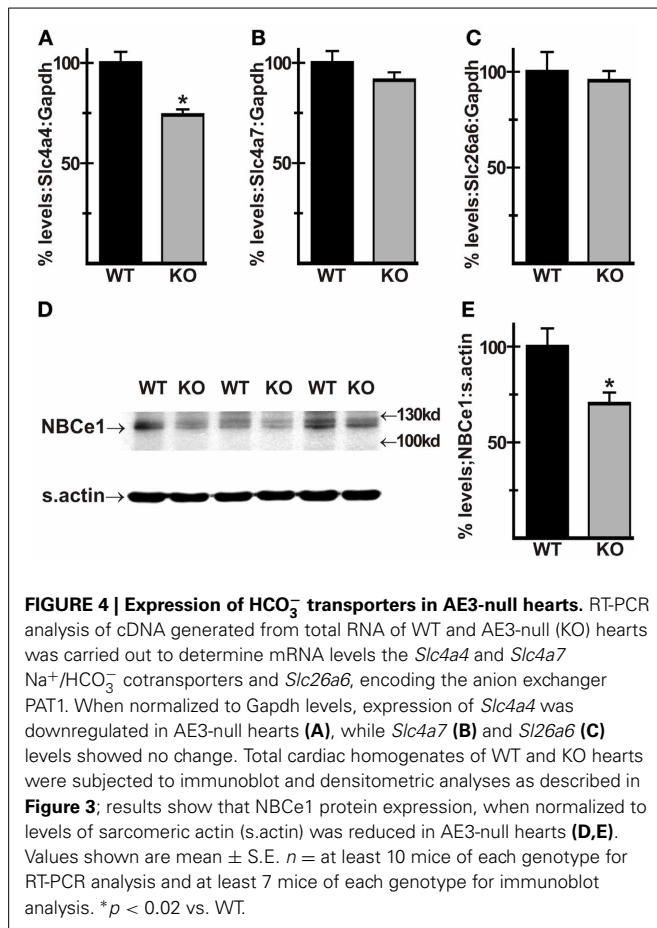 A
B
C
% levels:Slc4a4:Gapdh
100
50
*
WT KO
% levels:Slc4a7:Gapdh
100
50
WT KO
% levels:Slc26a6:Gapdh
100
50
WT KO
D
WT KO WT KO WT KO
NBCe1→
←130kd
←100kd
s.actin→
E
% levels;NBCe1:s.actin
100
50
*
WT KO
FIGURE 4 | Expression of HCO₃⁻ transporters in AE3-null hearts. RT-PCR
analysis of cDNA generated from total RNA of WT and AE3-null (KO) hearts
was carried out to determine mRNA levels the Slc4a4 and Slc4a7
Na⁺/HCO₃⁻ cotransporters and Slc26a6, encoding the anion exchanger
PAT1. When normalized to Gapdh levels, expression of Slc4a4 was
downregulated in AE3-null hearts (A), while Slc4a7 (B) and Sl26a6 (C)
levels showed no change. Total cardiac homogenates of WT and KO hearts
were subjected to immunoblot and densitometric analyses as described in
Figure 3; results show that NBCe1 protein expression, when normalized to
levels of sarcomeric actin (s.actin) was reduced in AE3-null hearts (D,E).
Values shown are mean ± S.E. n = at least 10 mice of each genotype for
RT-PCR analysis and at least 7 mice of each genotype for immunoblot
analysis. *p < 0.02 vs. WT.